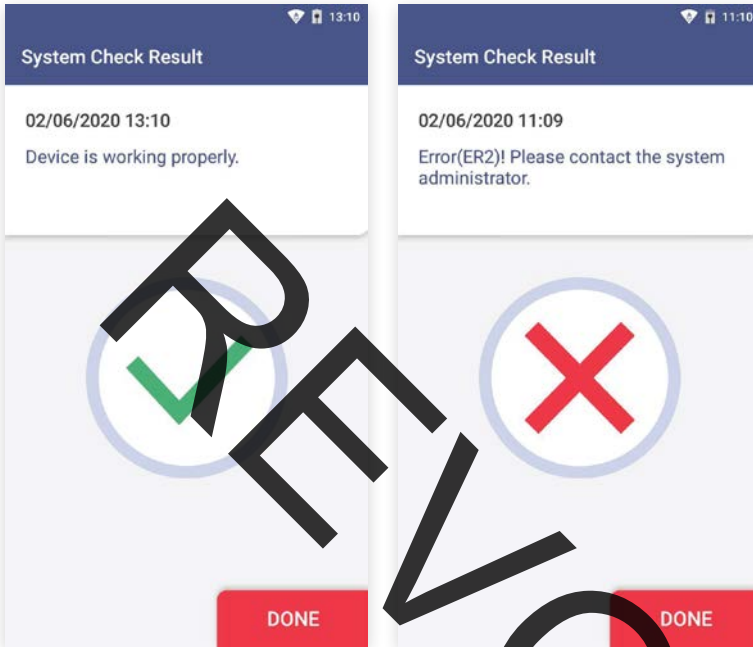 13:10
System Check Result
02/06/2020 13:10
Device is working properly.
DONE
11:10
System Check Result
02/06/2020 11:09
Error(ER2)! Please contact the system
administrator.
DONE
REVO